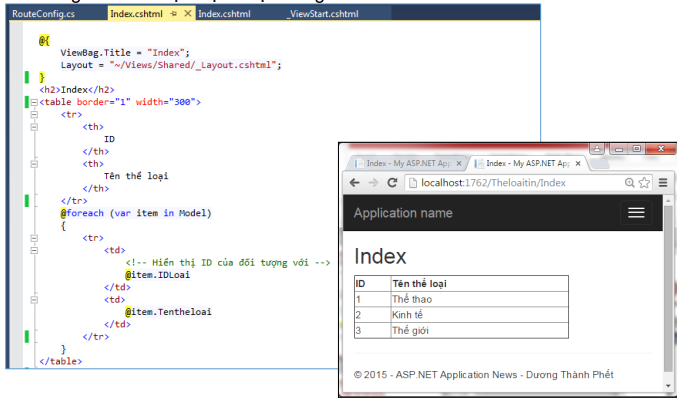 RouteConfig.cs Index.cshtml Index.cshtml _ViewStart.cshtml
@{
ViewBag.Title = "Index";
Layout = "~/Views/Shared/_Layout.cshtml";
}
<h2>Index</h2>
<table border="1" width="300">
<tr>
<th>
ID
</th>
<th>
Tên thể loại
</th>
</tr>
@foreach (var item in Model)
{
<tr>
<td>
<!-- Hiển thị ID của đối tượng với -->
@item.IDLoai
</td>
<td>
@item.Tentheloai
</td>
</tr>
}
</table>
Index - My ASP.NET App Index - My ASP.NET App
localhost:1762/Theloaitin/Index
Application name
Index
ID Tên thể loại
1 Thể thao
2 Kinh tế
3 Thế giới
© 2015 - ASP.NET Application News - Dương Thành Phết